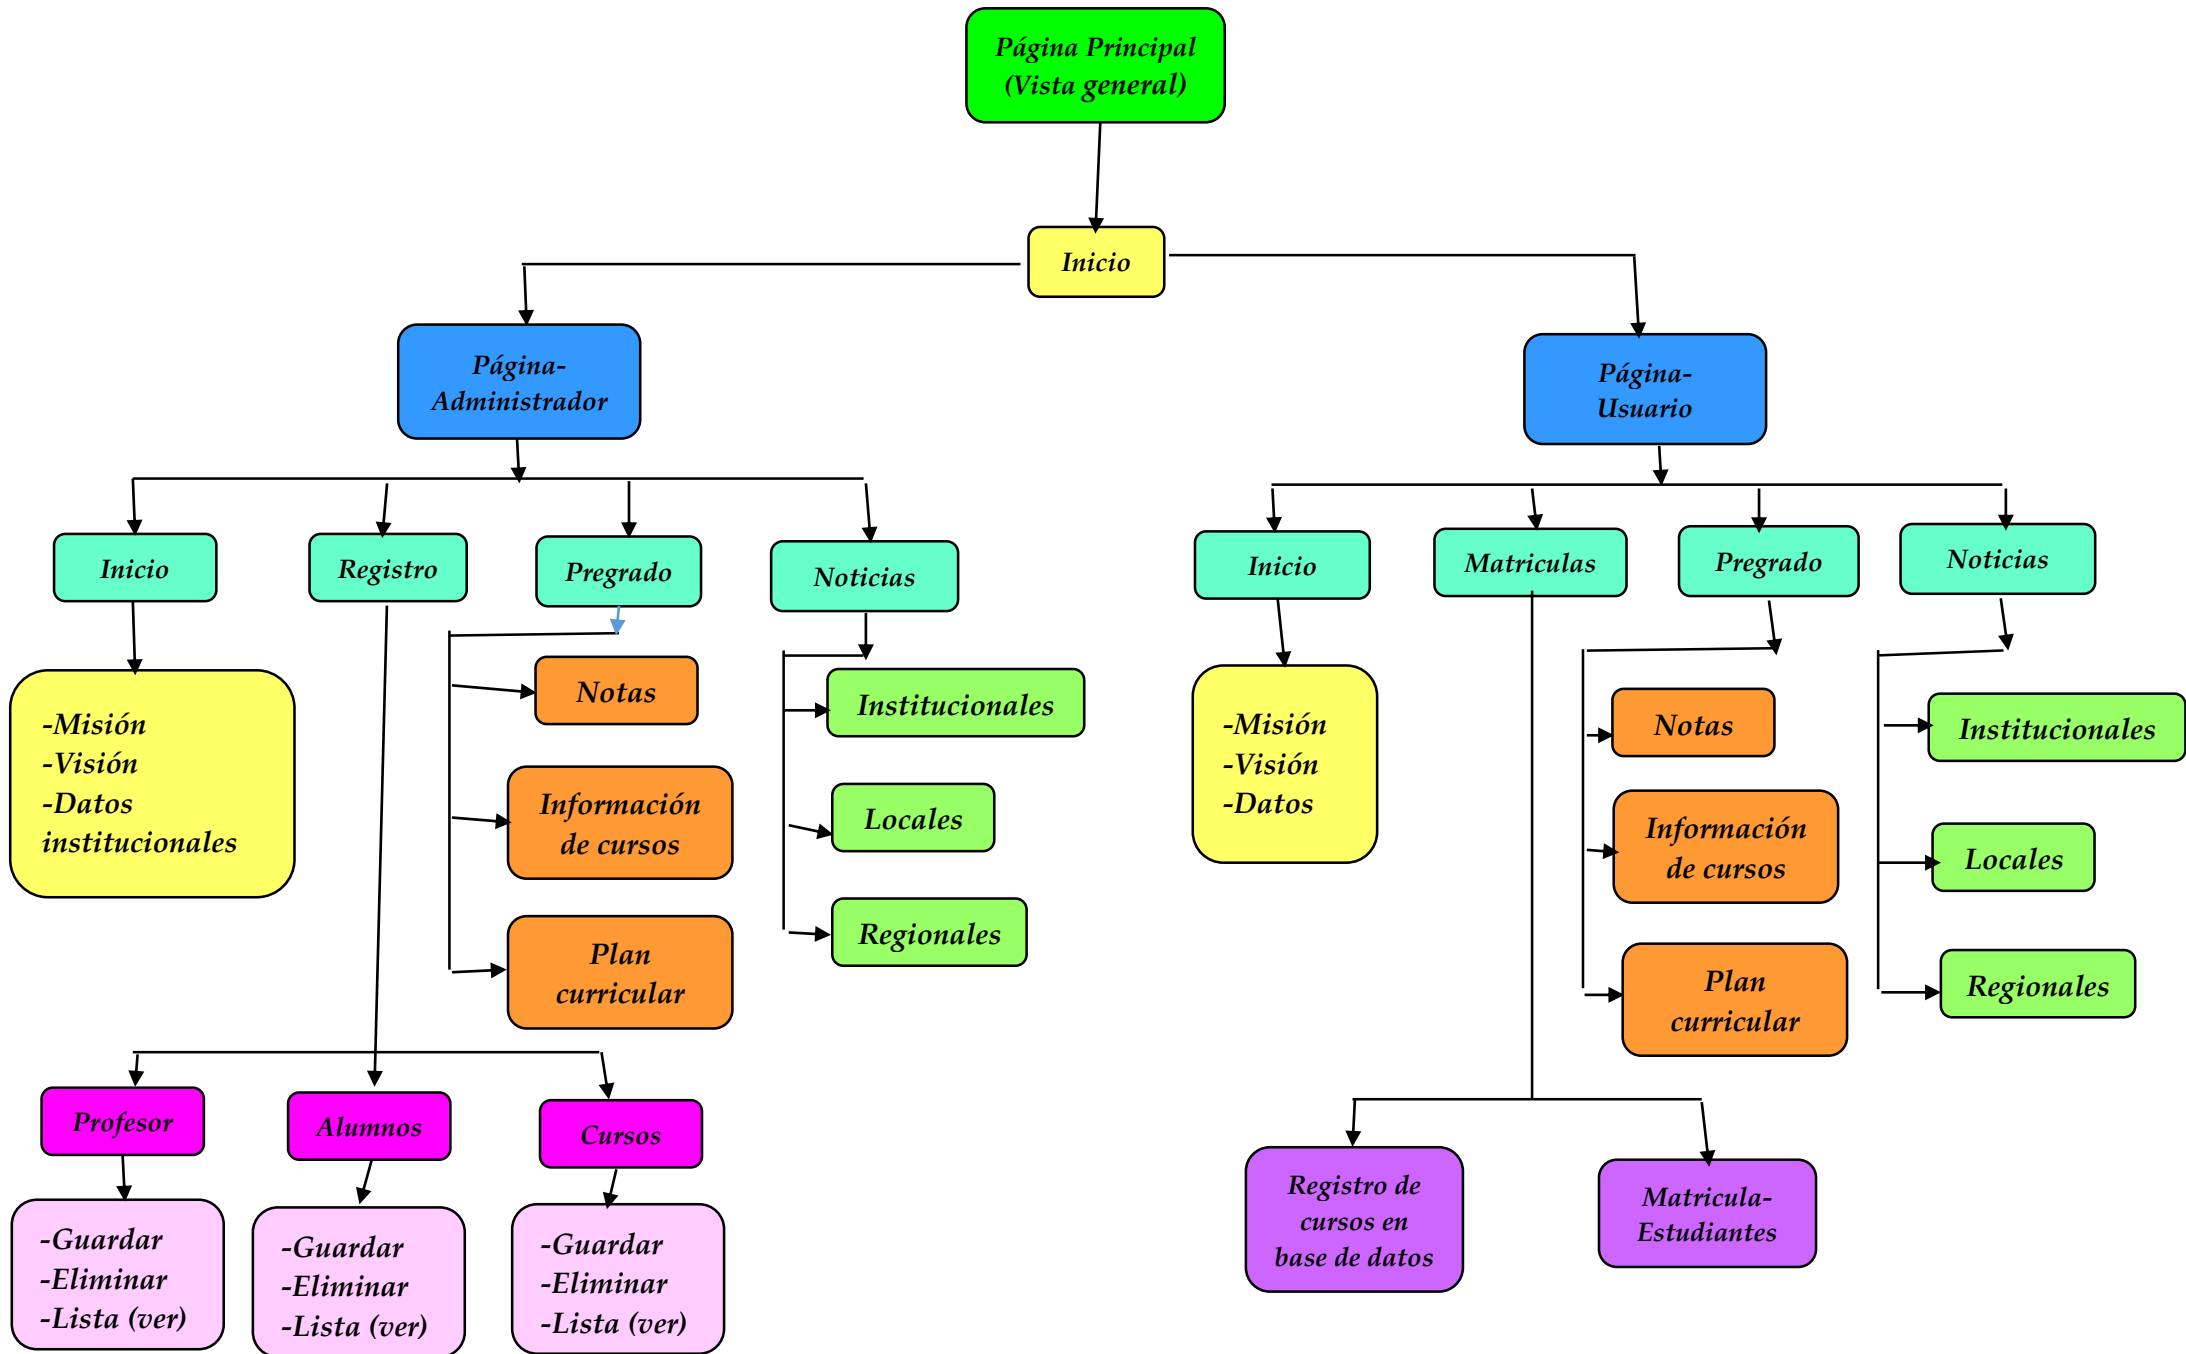 Página Principal
(Vista general)
Inicio
Página-
Administrador
Página-
Usuario
Inicio
Registro
Pregrado
Noticias
Inicio
Matriculas
Pregrado
Noticias
-Misión
-Visión
-Datos
institucionales
Notas
Información
de cursos
Plan
curricular
Institucionales
Locales
Regionales
-Misión
-Visión
-Datos
Notas
Información
de cursos
Plan
curricular
Institucionales
Locales
Regionales
Profesor
Alumnos
Cursos
-Guardar
-Eliminar
-Lista (ver)
-Guardar
-Eliminar
-Lista (ver)
-Guardar
-Eliminar
-Lista (ver)
Registro de
cursos en
base de datos
Matricula-
Estudiantes